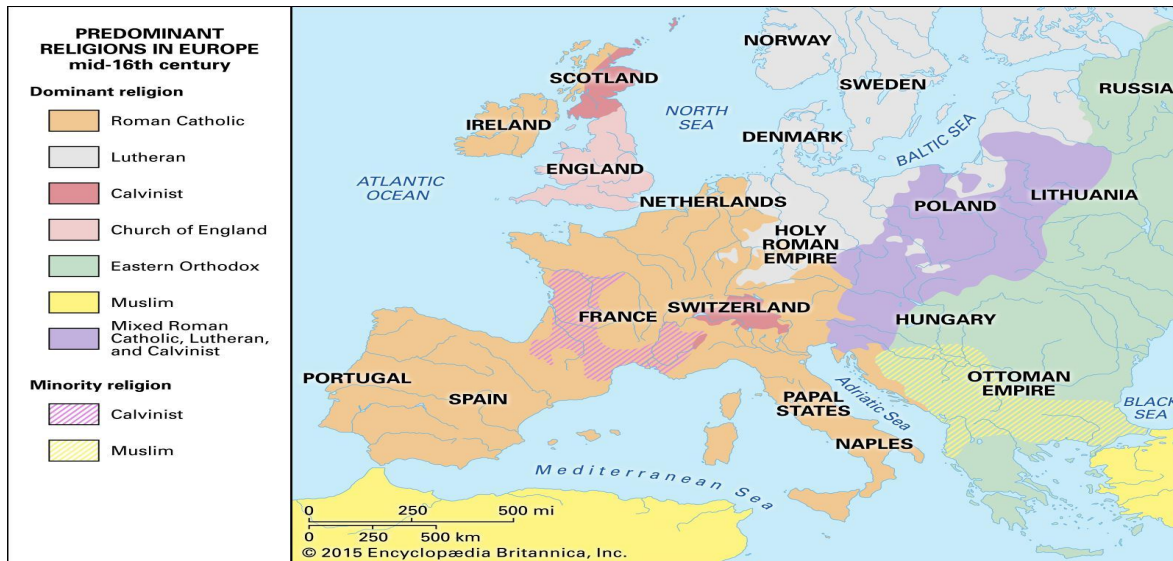 PREDOMINANT
RELIGIONS IN EUROPE
mid-16th century
Dominant religion
Roman Catholic
Lutheran
Calvinist
Church of England
Eastern Orthodox
Muslim
Mixed Roman
Catholic, Lutheran,
and Calvinist
Minority religion
Calvinist
Muslim
NORWAY
SWEDEN
RUSSIA
SCOTLAND
NORTH
SEA
IRELAND
DENMARK
BALTIC SEA
ENGLAND
ATLANTIC
OCEAN
NETHERLANDS
POLAND
LITHUANIA
HOLY
ROMAN
EMPIRE
SWITZERLAND
FRANCE
HUNGARY
PORTUGAL
SPAIN
OTTOMAN
EMPIRE
PAPAL
STATES
Adriatic Sea
BLACK
SEA
NAPLES
Mediterranean Sea
0 250 500 mi
0 250 500 km
© 2015 Encyclopædia Britannica, Inc.